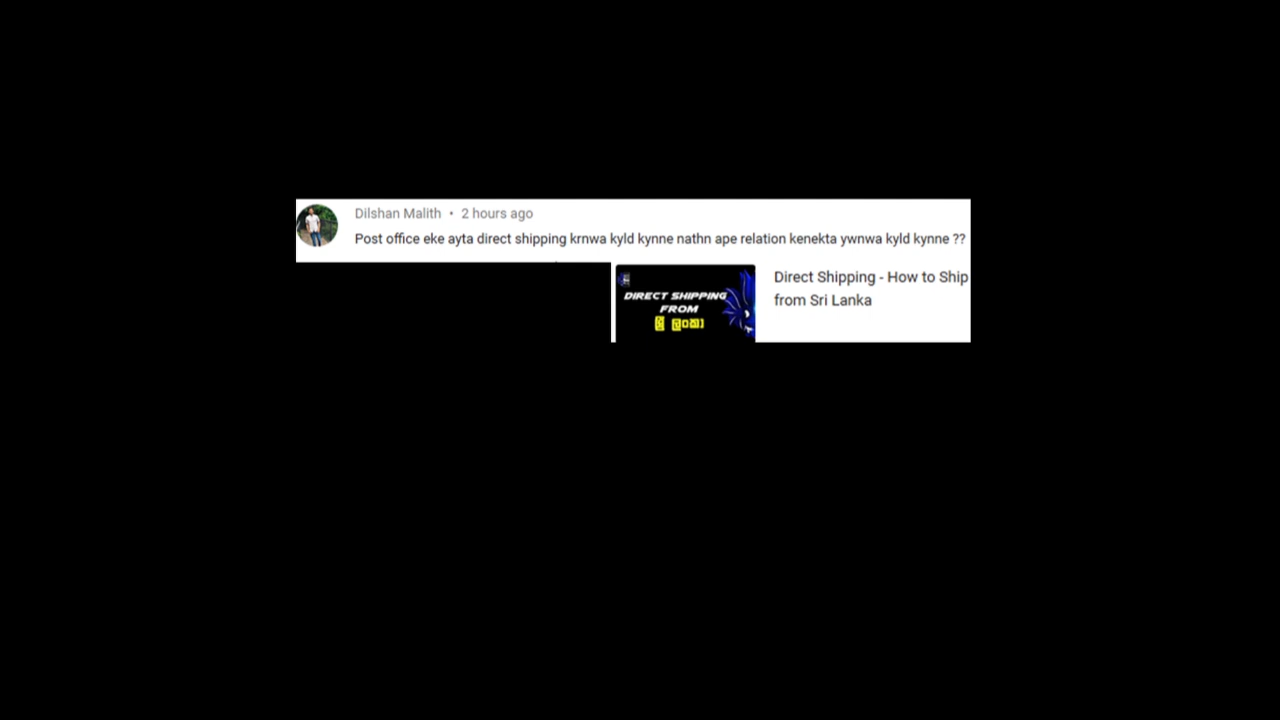 Dilshan Malith • 2 hours ago
Post office eke ayta direct shipping krnwa kyld kynne nathn ape relation kenekta ywnwa kyld kynne ??
DIRECT SHIPPING
FROM
ශ්‍රී ලංකා
Direct Shipping - How to Ship
from Sri Lanka